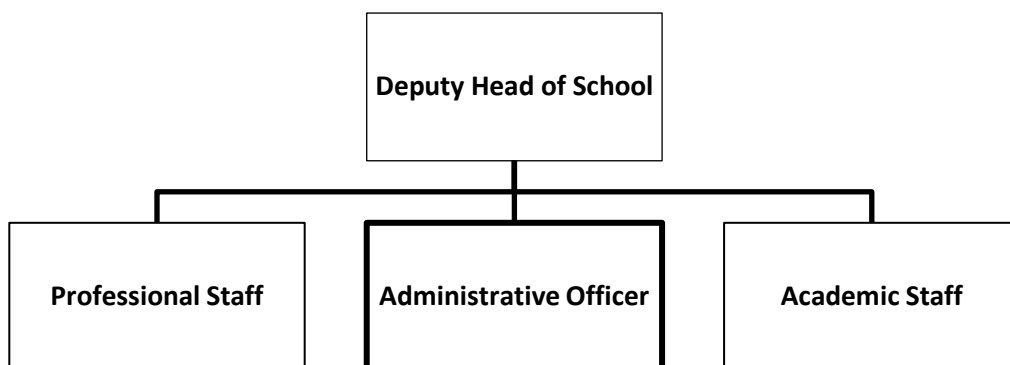 Deputy Head of School
Professional Staff
Administrative Officer
Academic Staff